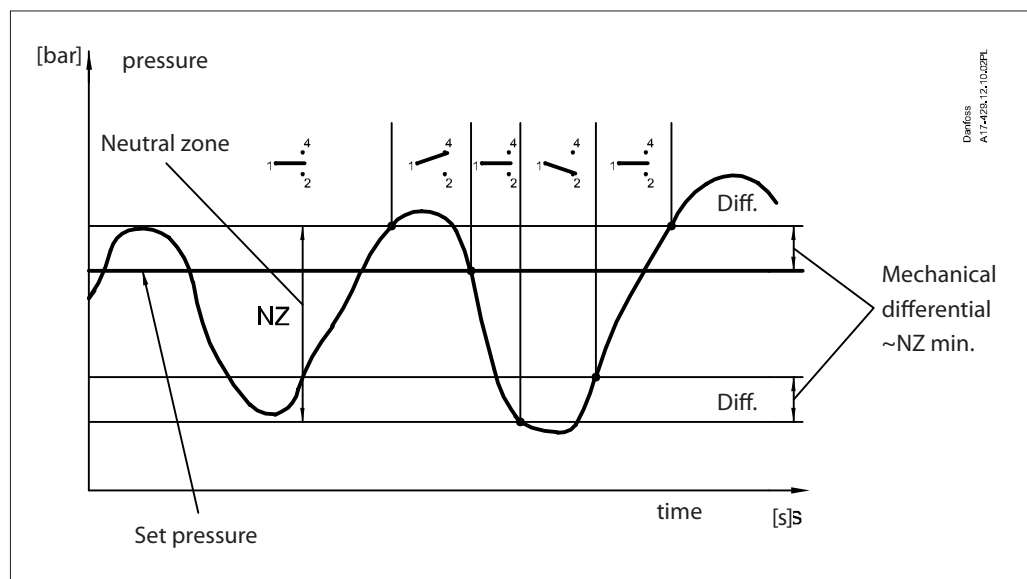 [bar]
pressure
Danfoss
A17-429.12.10.02PL
Neutral zone
4
1
2
4
1
2
4
1
2
4
1
2
4
1
2
Diff.
NZ
Mechanical
differential
~NZ min.
Diff.
time
[s]s
Set pressure